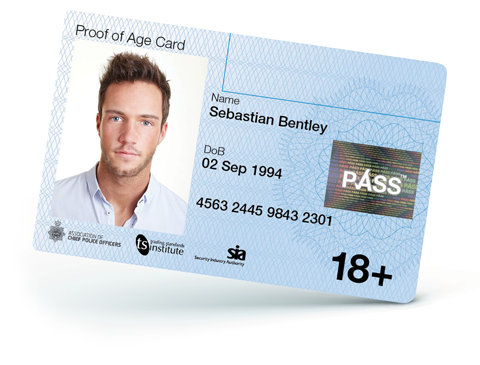 Proof of Age Card
Name
Sebastian Bentley
DoB
02 Sep 1994
PASS™
4563 2445 9843 2301
ASSOCIATION OF
CHIEF POLICE OFFICERS
ts
trading standards
institute
sia
Security Industry Authority
18+